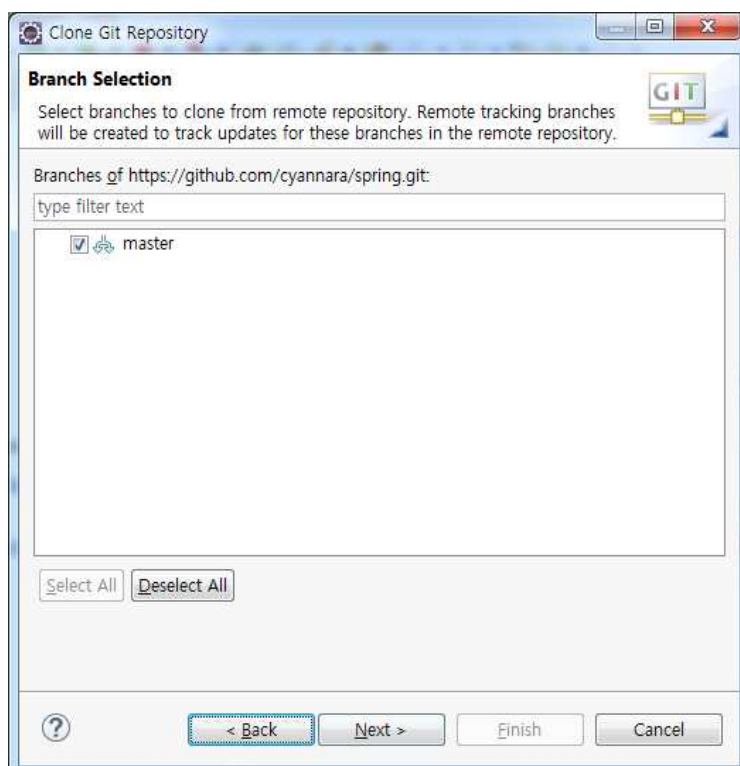 Clone Git Repository
Branch Selection
Select branches to clone from remote repository. Remote tracking branches
will be created to track updates for these branches in the remote repository.
GIT
Branches of https://github.com/cyannara/spring.git:
type filter text
master
Select All Deselect All
? < Back Next > Finish Cancel